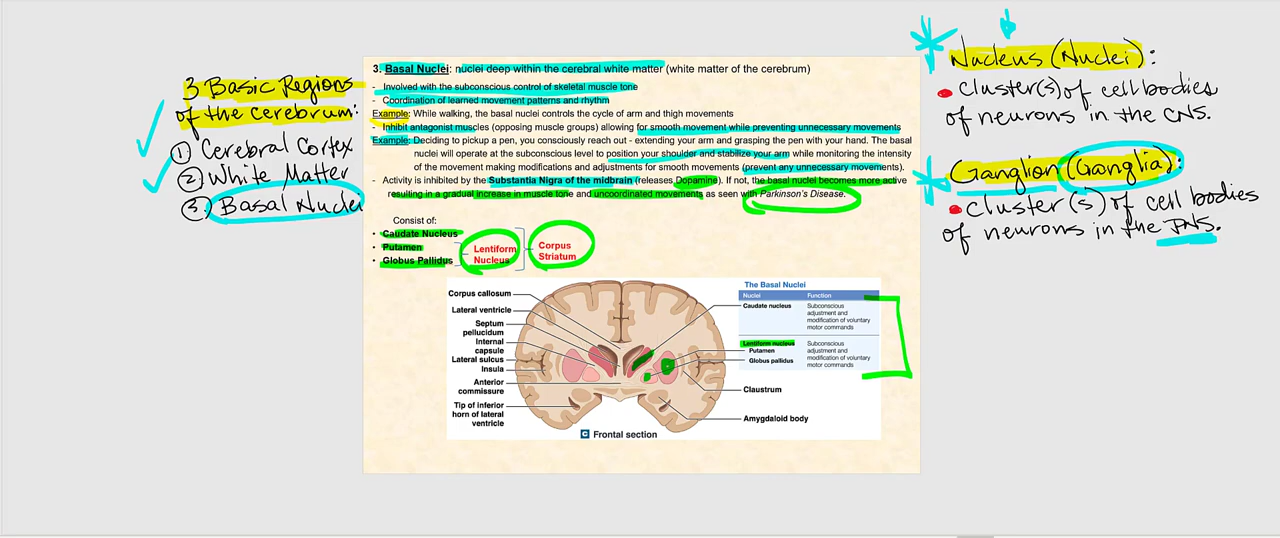 3 Basic Regions
of the cerebrum:
① Cerebral Cortex
② White Matter
③. Basal Nuclei
3. Basal Nuclei: nuclei deep within the cerebral white matter (white matter of the cerebrum)
- Involved with the subconscious control of skeletal muscle tone
- Coordination of learned movement patterns and rhythm
Example: While walking, the basal nuclei controls the cycle of arm and thigh movements
- Inhibit antagonist muscles (opposing muscle groups) allowing for smooth movement while preventing unnecessary movements
Example: Deciding to pickup a pen, you consciously reach out - extending your arm and grasping the pen with your hand. The basal
nuclei will operate at the subconscious level to position your shoulder and stabilize your arm while monitoring the intensity
of the movement making modifications and adjustments for smooth movements (prevent any unnecessary movements).
- Activity is inhibited by the Substantia Nigra of the midbrain (releases Dopamine). If not, the basal nuclei becomes more active
resulting in a gradual increase in muscle tone and uncoordinated movements as seen with Parkinson's Disease.
Consist of:
• Caudate Nucleus
• Putamen
• Globus Pallidus
Lentiform
Nucleus
Corpus
Striatum
Corpus callosum
Lateral ventricle
Septum
pellucidum
Internal
capsule
Lateral sulcus
Insula
Anterior
commissure
Tip of inferior
horn of lateral
ventricle
The Basal Nuclei
Nuclei Function
Caudate nucleus Subconscious
adjustment and
modification of voluntary
motor commands
Lentiform nucleus Subconscious
Putamen adjustment and
Globus pallidus modification of voluntary
motor commands
Claustrum
Amygdaloid body
C Frontal section
Nucleus (Nuclei):
• cluster(s) of cell bodies
of neurons in the CNS.
Ganglion (Ganglia):
• cluster(s) of cell bodies
of neurons in the PNS.